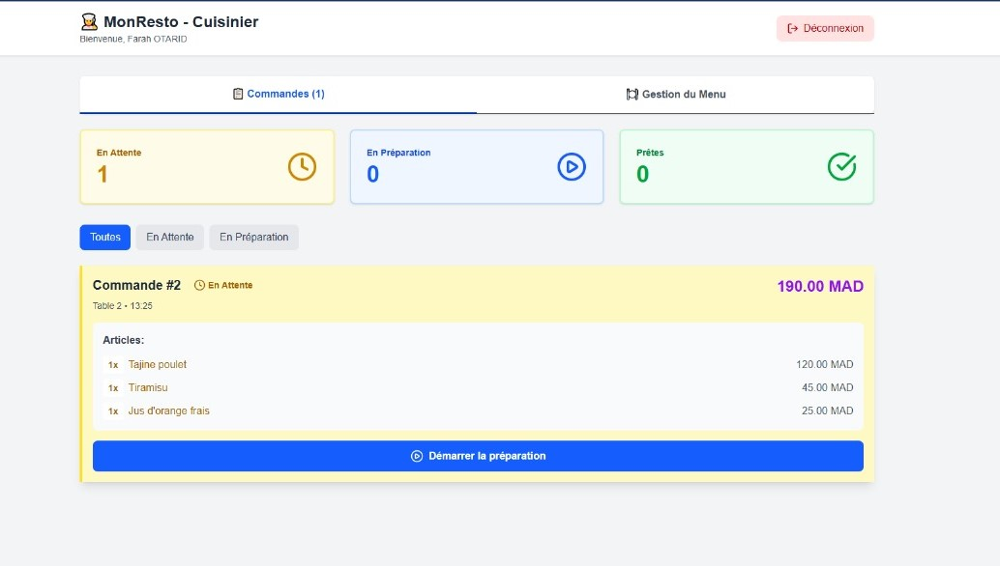 MonResto - Cuisinier
Bienvenue, Farah OTARID
Déconnexion
Commandes (1)
Gestion du Menu
En Attente
1
En Préparation
0
Prêtes
0
Toutes
En Attente
En Préparation
Commande #2
En Attente
190.00 MAD
Table 2 • 13:25
Articles:
1x Tajine poulet 120.00 MAD
1x Tiramisu 45.00 MAD
1x Jus d'orange frais 25.00 MAD
Démarrer la préparation